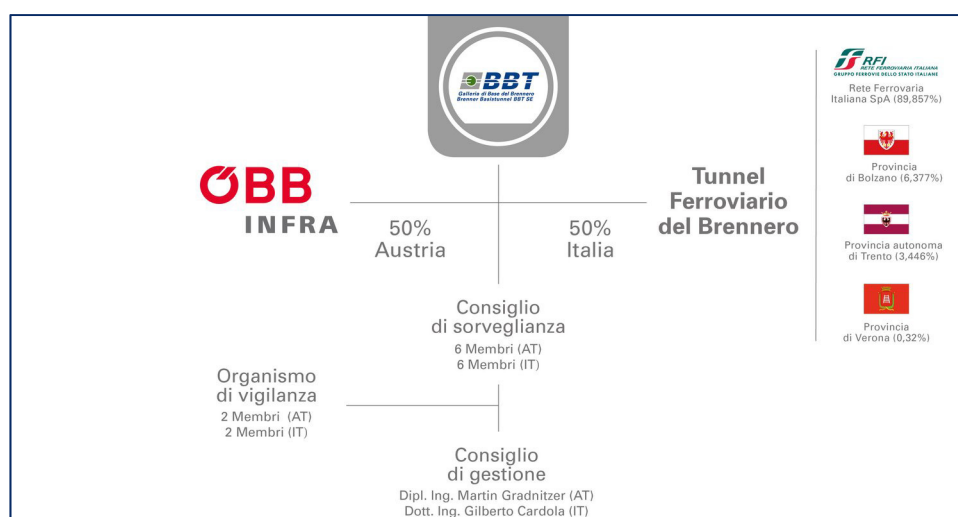 BBT
Galleria di Base del Brennero
Brenner Basistunnel BBT SE
ÖBB
INFRA
50%
Austria
50%
Italia
Tunnel
Ferroviario
del Brennero
RFI
RETE FERROVIARIA ITALIANA
GRUPPO FERROVIE DELLO STATO ITALIANE
Rete Ferrovaria
Italiana SpA (89,857%)
Provincia
di Bolzano (6,377%)
Provincia autonoma
di Trento (3,446%)
Provincia
di Verona (0,32%)
Consiglio
di sorveglianza
6 Membri (AT)
6 Membri (IT)
Organismo
di vigilanza
2 Membri (AT)
2 Membri (IT)
Consiglio
di gestione
Dipl. Ing. Martin Gradnitzer (AT)
Dott. Ing. Gilberto Cardola (IT)